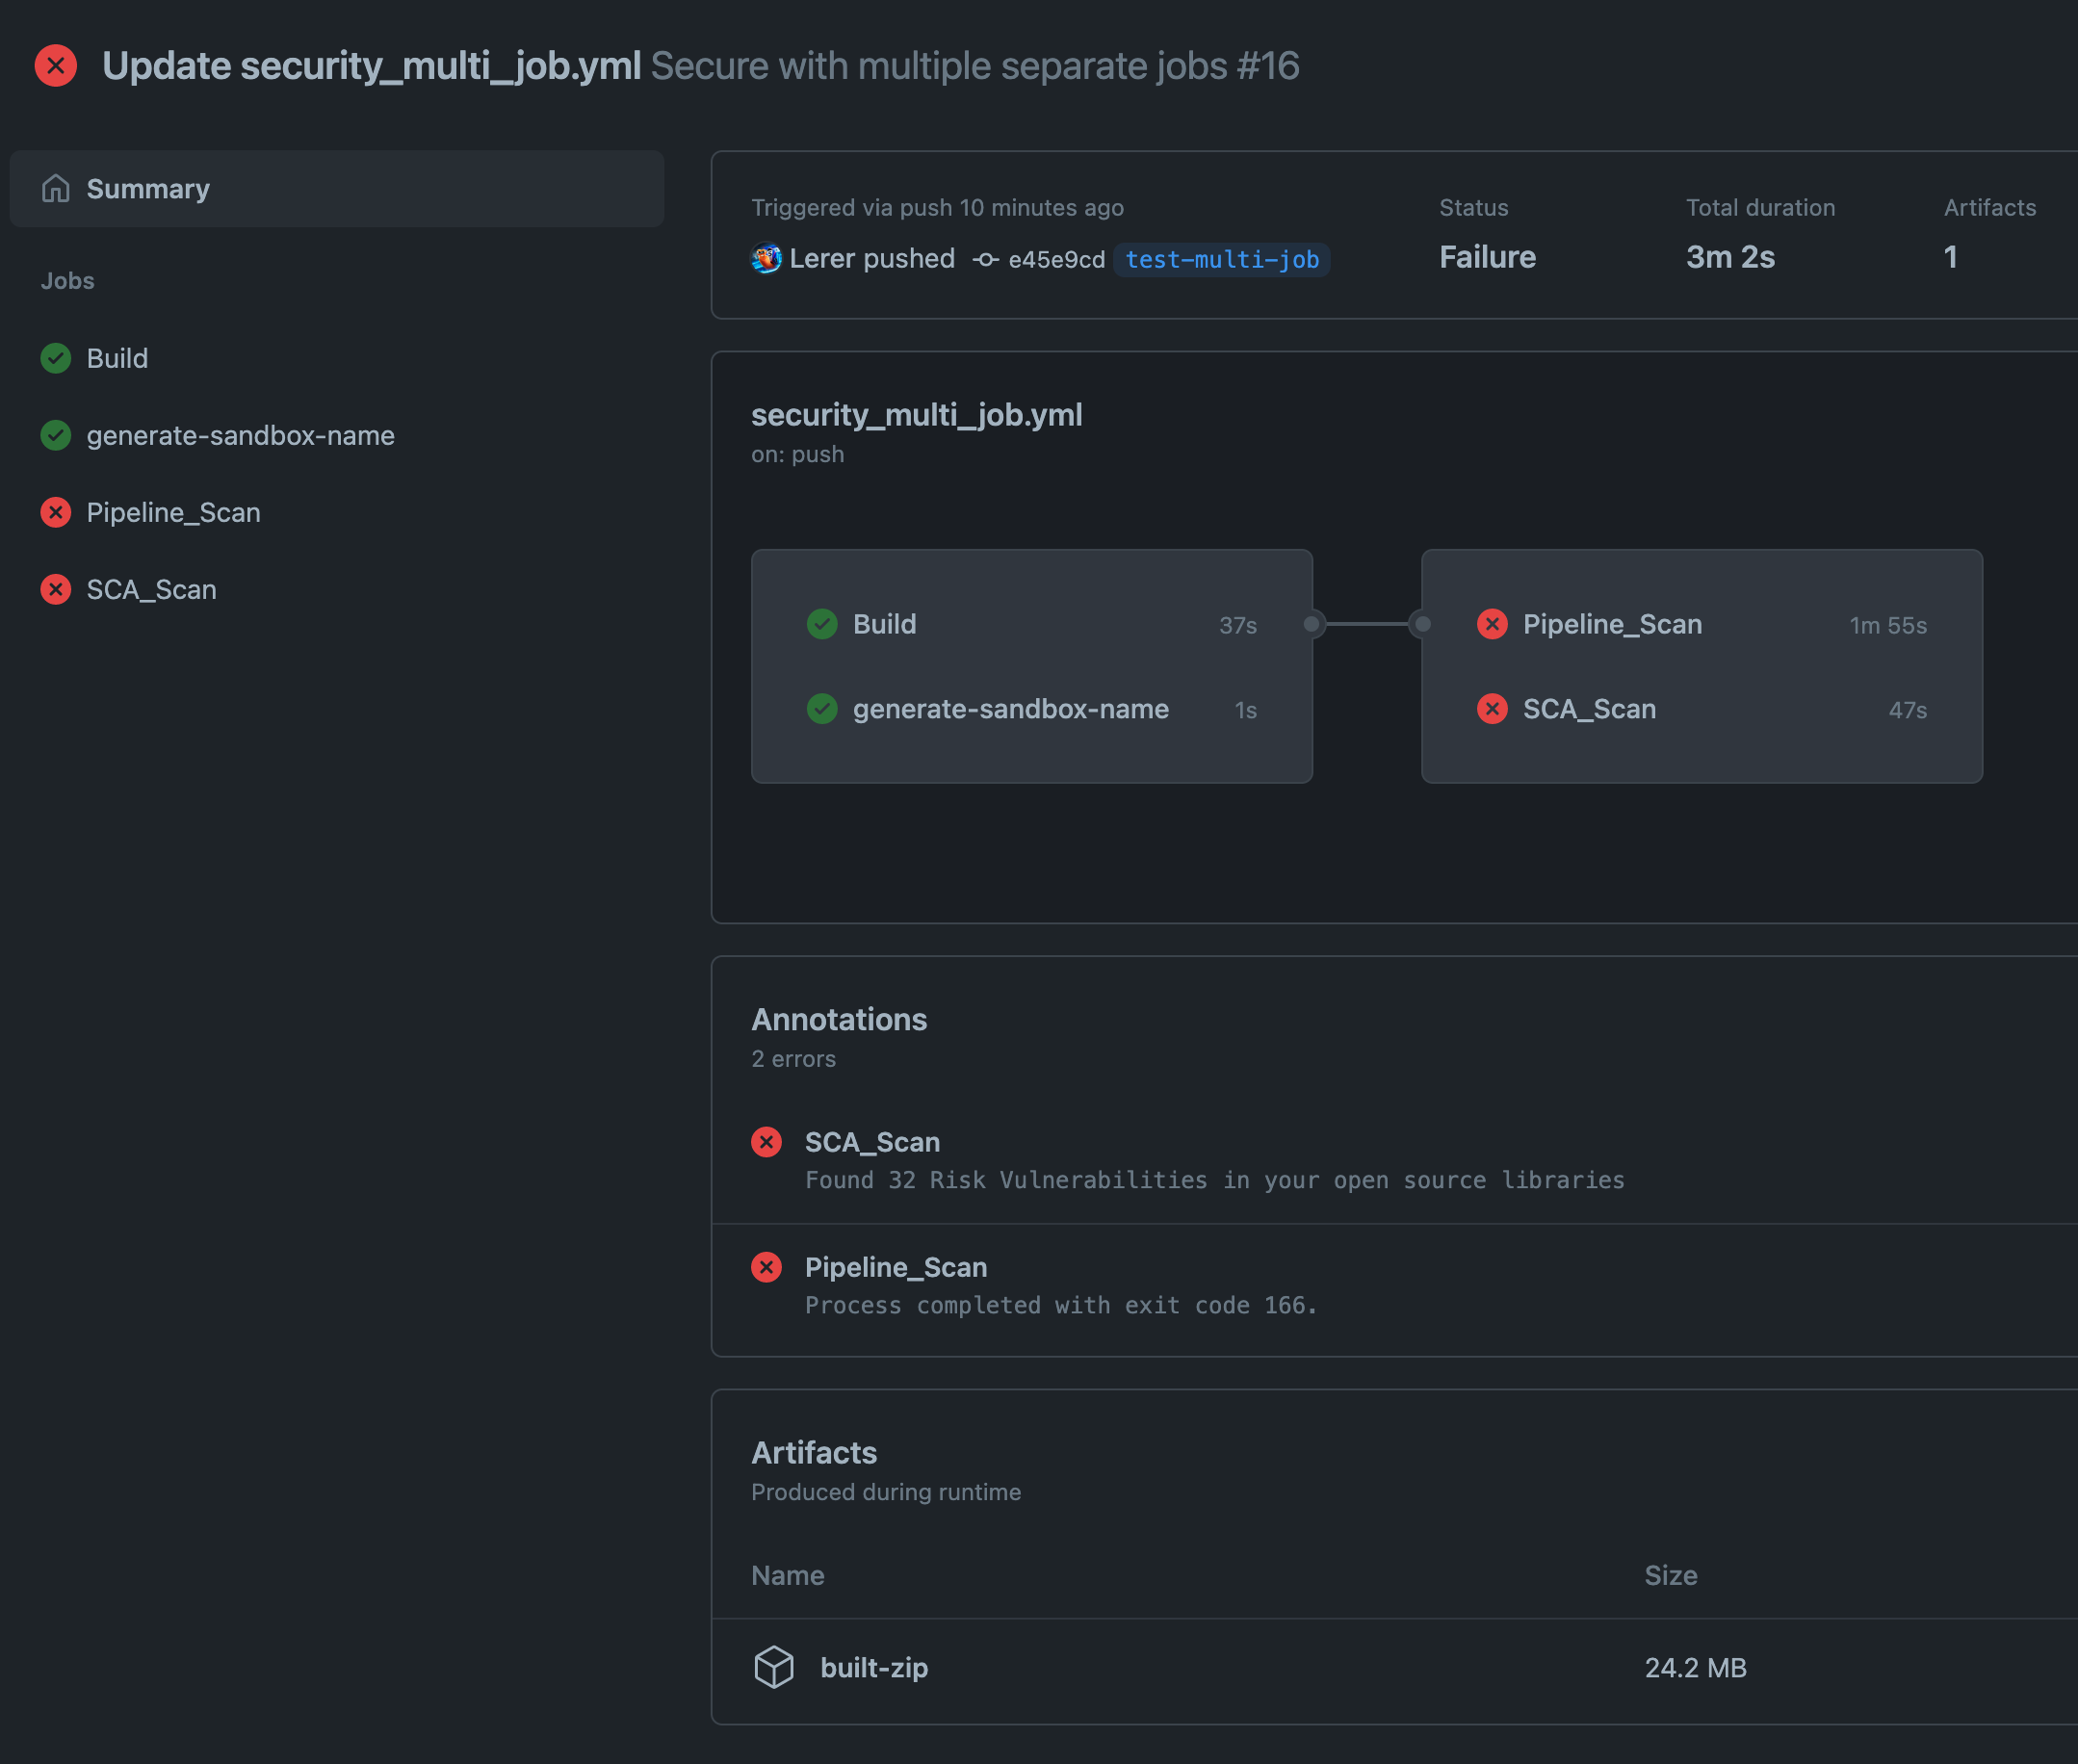 Update security_multi_job.yml Secure with multiple separate jobs #16
Summary
Jobs
Build
generate-sandbox-name
Pipeline_Scan
SCA_Scan
Triggered via push 10 minutes ago
Lerer pushed e45e9cd test-multi-job
Status
Failure
Total duration
3m 2s
Artifacts
1
security_multi_job.yml
on: push
Build 37s
generate-sandbox-name 1s
Pipeline_Scan 1m 55s
SCA_Scan 47s
Annotations
2 errors
SCA_Scan
Found 32 Risk Vulnerabilities in your open source libraries
Pipeline_Scan
Process completed with exit code 166.
Artifacts
Produced during runtime
Name Size
built-zip 24.2 MB